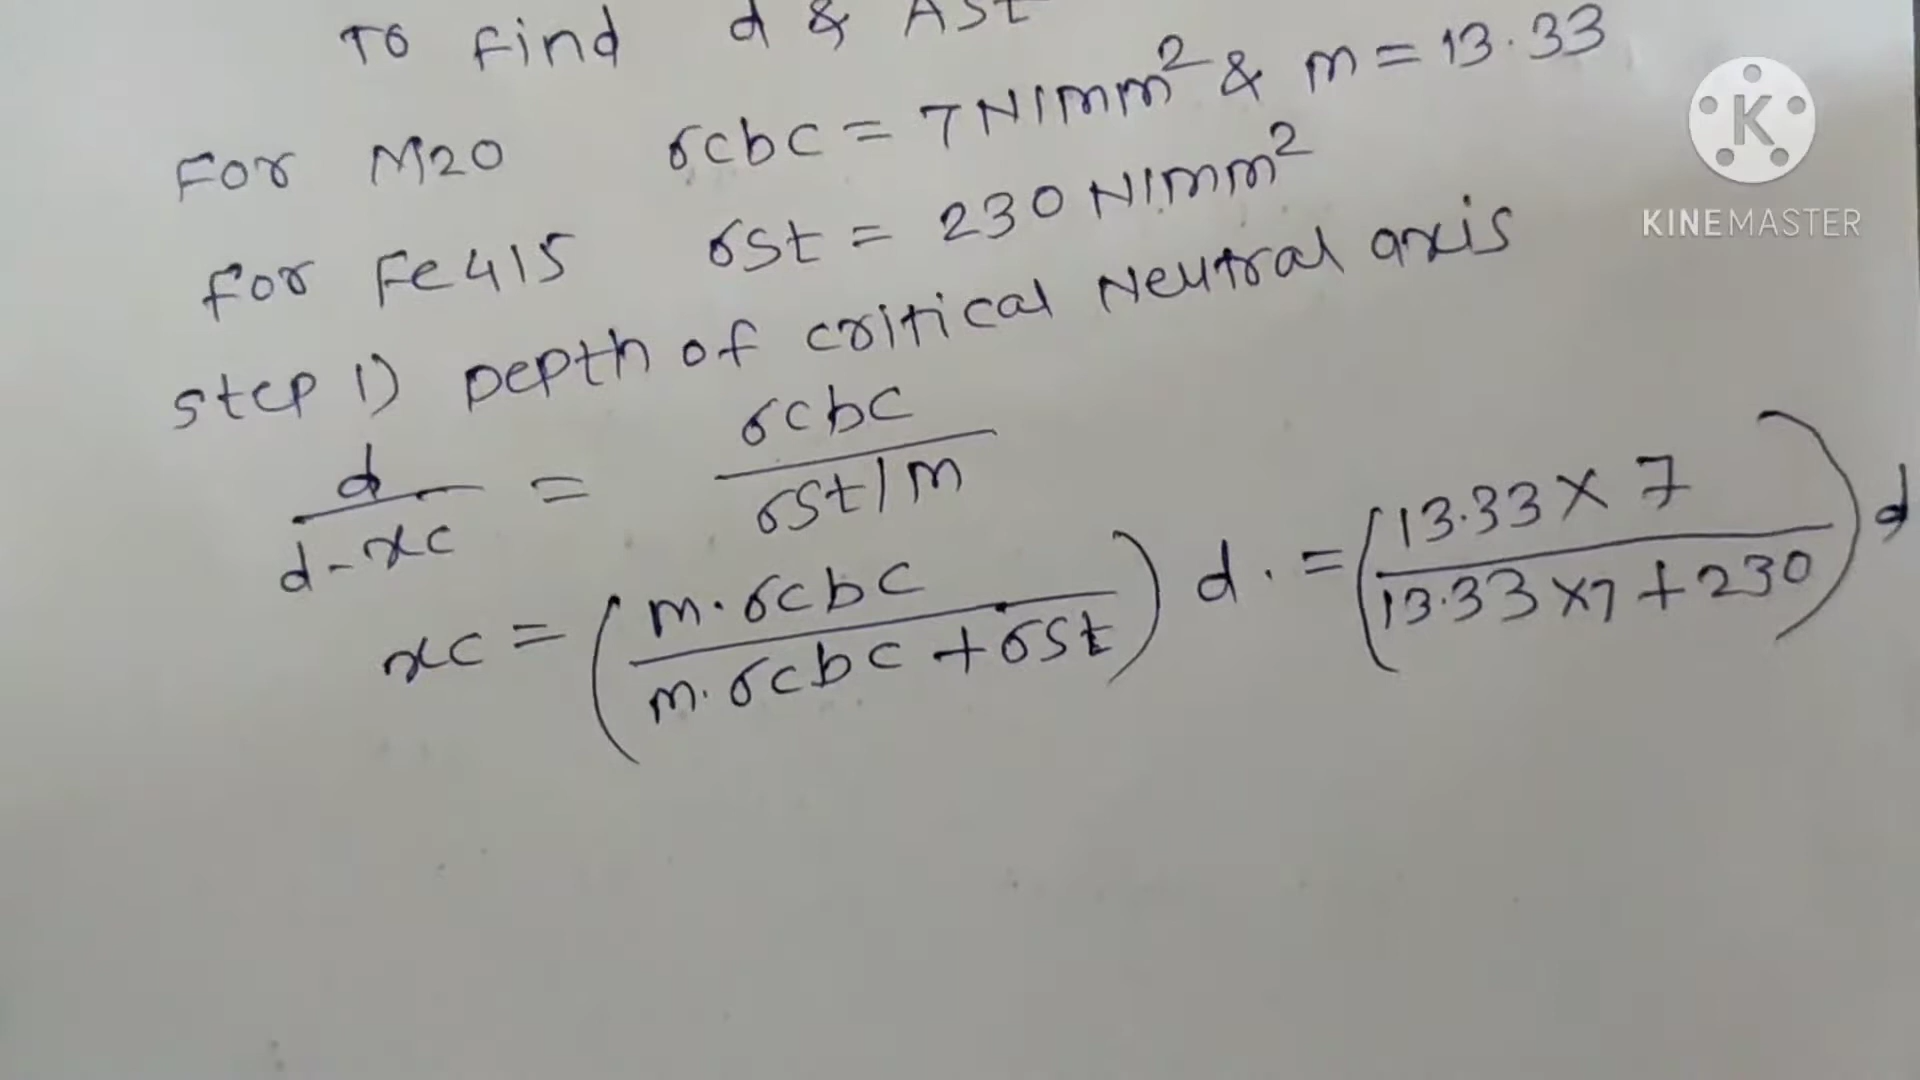 To find d & Ast
For M20 σcbc = 7 N/mm² & m = 13.33
for Fe415 σst = 230 N/mm²
step 1) Depth of critical Neutral axis
d/d-xc = σcbc/σst/m
xc = (m.σcbc/m.σcbc + σst) d. = (13.33 × 7/13.33 × 7 + 230) d
K
KINEMASTER